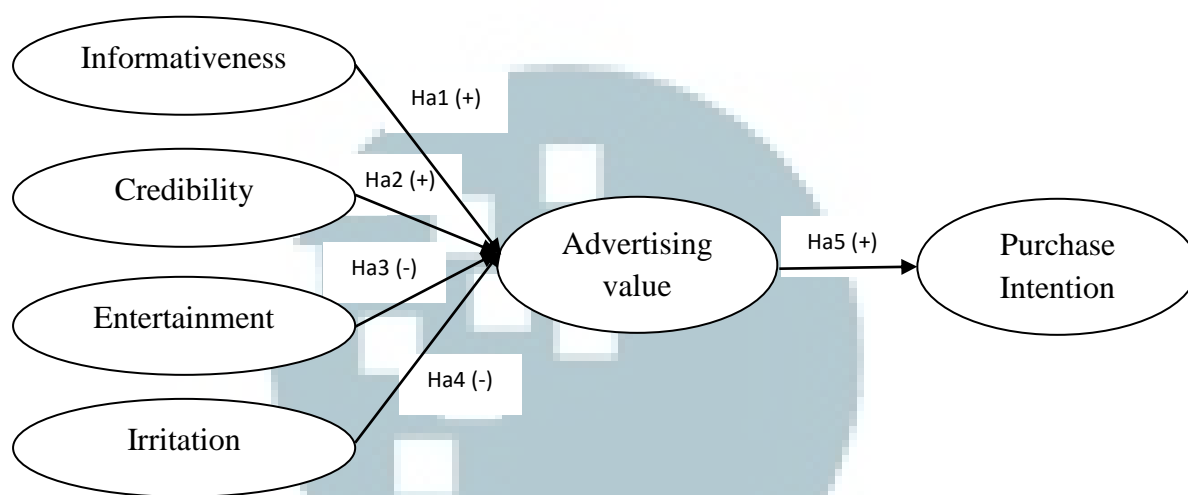 Informativeness
Ha1 (+)
Credibility
Ha2 (+)
Advertising
value
Ha5 (+)
Purchase
Intention
Ha3 (-)
Entertainment
Ha4 (-)
Irritation